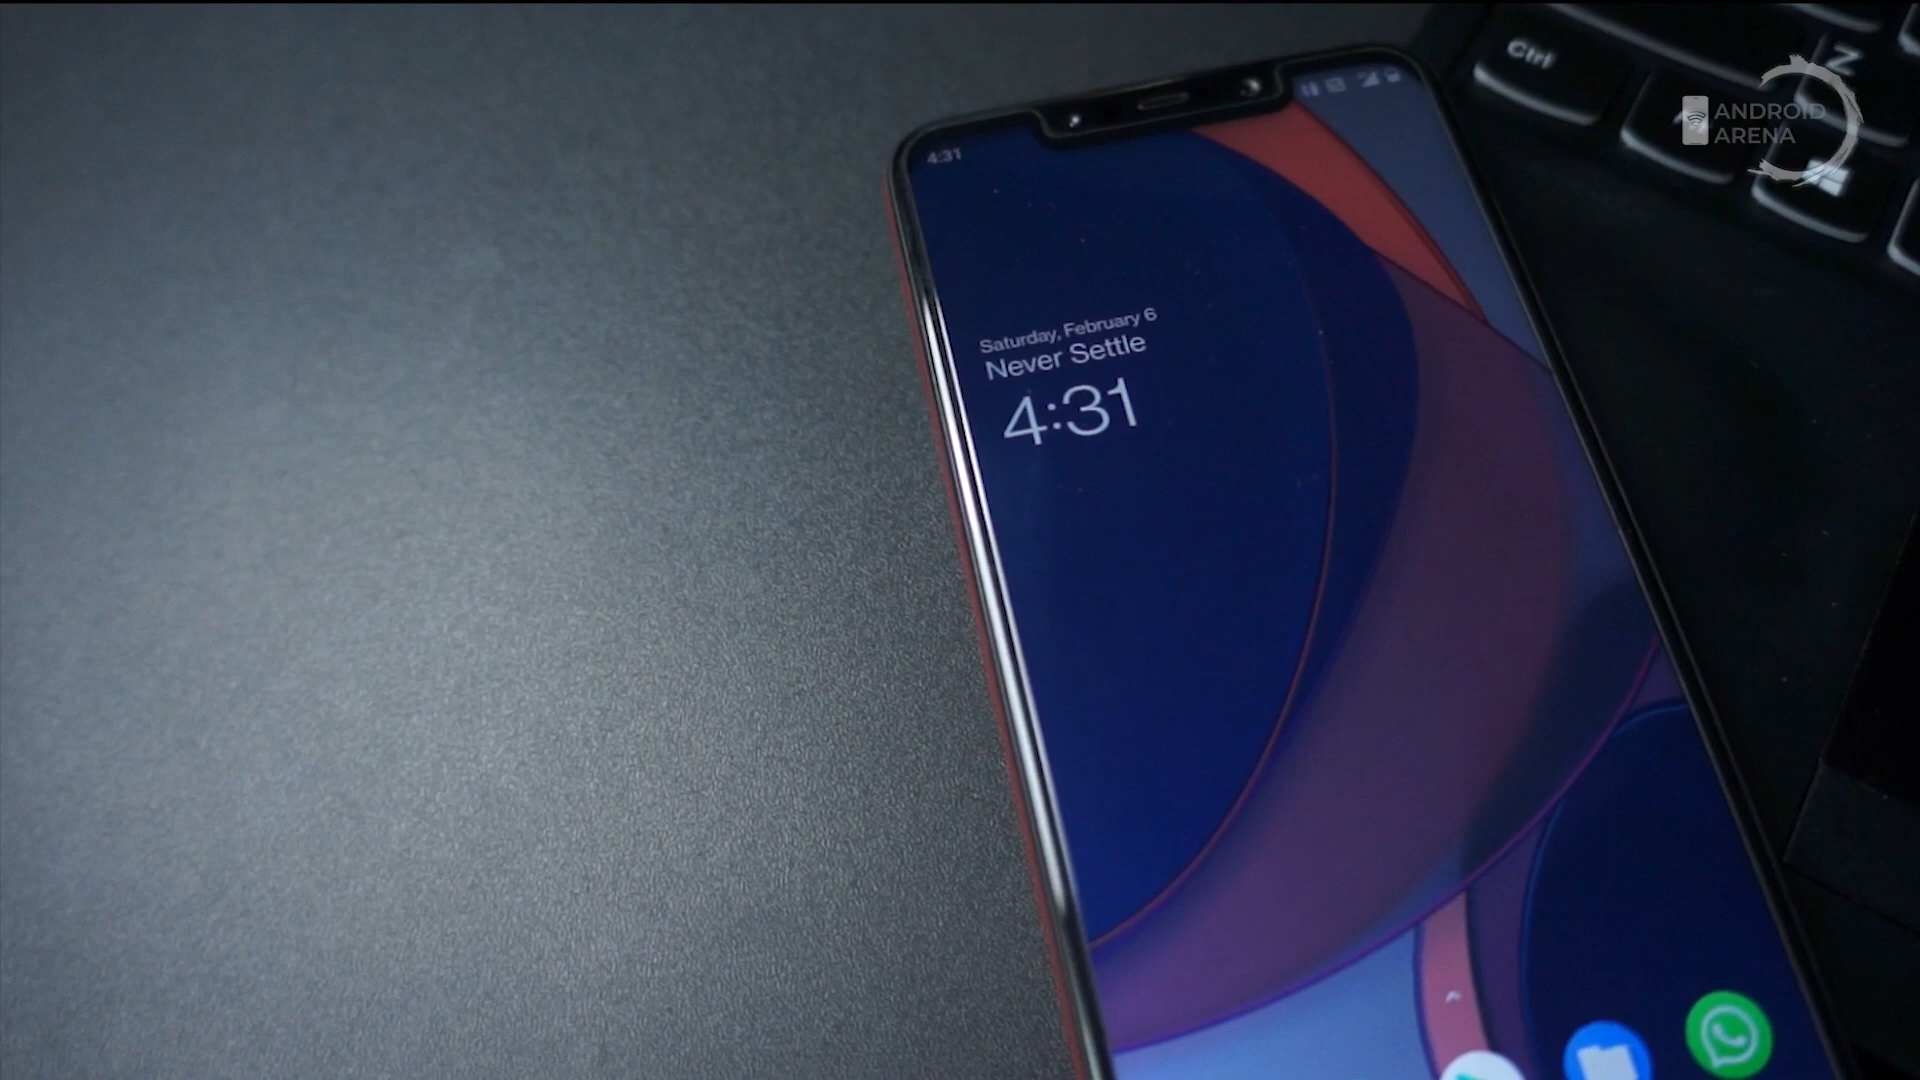 Ctrl
Z
ANDROID
ARENA
4:31
Saturday, February 6
Never Settle
4:31